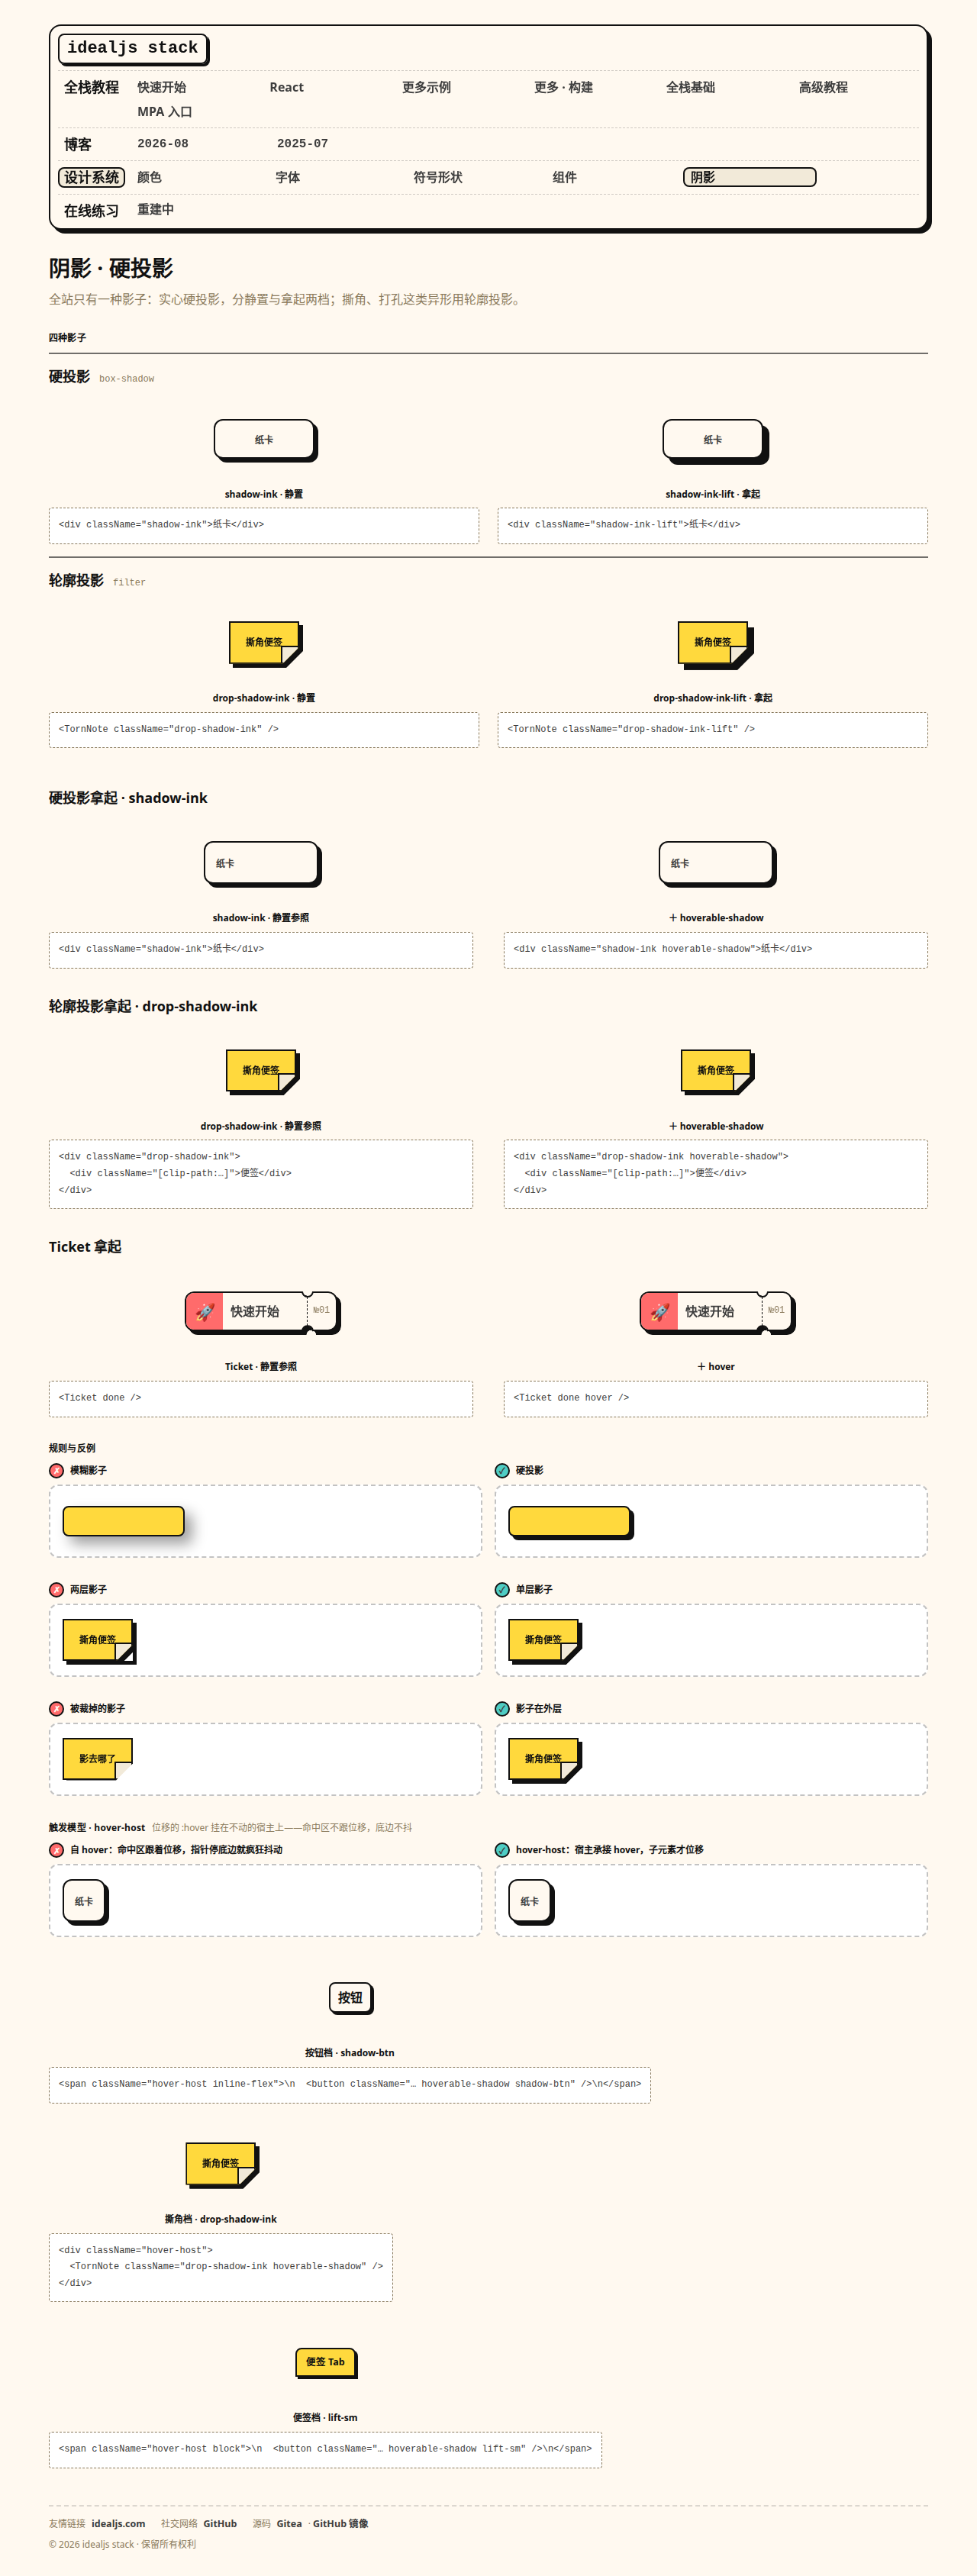 idealjs stack
全栈教程 快速开始 React 更多示例 更多 · 构建 全栈基础 高级教程
MPA 入口
博客 2026-08 2025-07
设计系统 颜色 字体 符号形状 组件 阴影
在线练习 重建中
阴影 · 硬投影
全站只有一种影子：实心硬投影，分静置与拿起两档；撕角、打孔这类异形用轮廓投影。
四种影子
硬投影 box-shadow
纸卡 纸卡
shadow-ink · 静置 shadow-ink-lift · 拿起
<div className="shadow-ink">纸卡</div> <div className="shadow-ink-lift">纸卡</div>
轮廓投影 filter
撕角便签 撕角便签
drop-shadow-ink · 静置 drop-shadow-ink-lift · 拿起
<TornNote className="drop-shadow-ink" /> <TornNote className="drop-shadow-ink-lift" />
硬投影拿起 · shadow-ink
纸卡 纸卡
shadow-ink · 静置参照 ＋ hoverable-shadow
<div className="shadow-ink">纸卡</div> <div className="shadow-ink hoverable-shadow">纸卡</div>
轮廓投影拿起 · drop-shadow-ink
撕角便签 撕角便签
drop-shadow-ink · 静置参照 ＋ hoverable-shadow
<div className="drop-shadow-ink"> <div className="drop-shadow-ink hoverable-shadow">
<div className="[clip-path:…]">便签</div> <div className="[clip-path:…]">便签</div>
</div> </div>
Ticket 拿起
🚀 快速开始 №01 🚀 快速开始 №01
Ticket · 静置参照 ＋ hover
<Ticket done /> <Ticket done hover />
规则与反例
✗ 模糊影子 ✓ 硬投影
✗ 两层影子 ✓ 单层影子
撕角便签 撕角便签
✗ 被裁掉的影子 ✓ 影子在外层
影去哪了 撕角便签
触发模型 · hover-host 位移的 :hover 挂在不动的宿主上——命中区不跟位移，底边不抖
✗ 自 hover：命中区跟着位移，指针停底边就疯狂抖动 ✓ hover-host：宿主承接 hover，子元素才位移
纸卡 纸卡
按钮
按钮档 · shadow-btn
<span className="hover-host inline-flex">\n  <button className="… hoverable-shadow shadow-btn" />\n</span>
撕角便签
撕角档 · drop-shadow-ink
<div className="hover-host">
<TornNote className="drop-shadow-ink hoverable-shadow" />
</div>
便签 Tab
便签档 · lift-sm
<span className="hover-host block">\n  <button className="… hoverable-shadow lift-sm" />\n</span>
友情链接 idealjs.com 社交网络 GitHub 源码 Gitea · GitHub 镜像
© 2026 idealjs stack · 保留所有权利